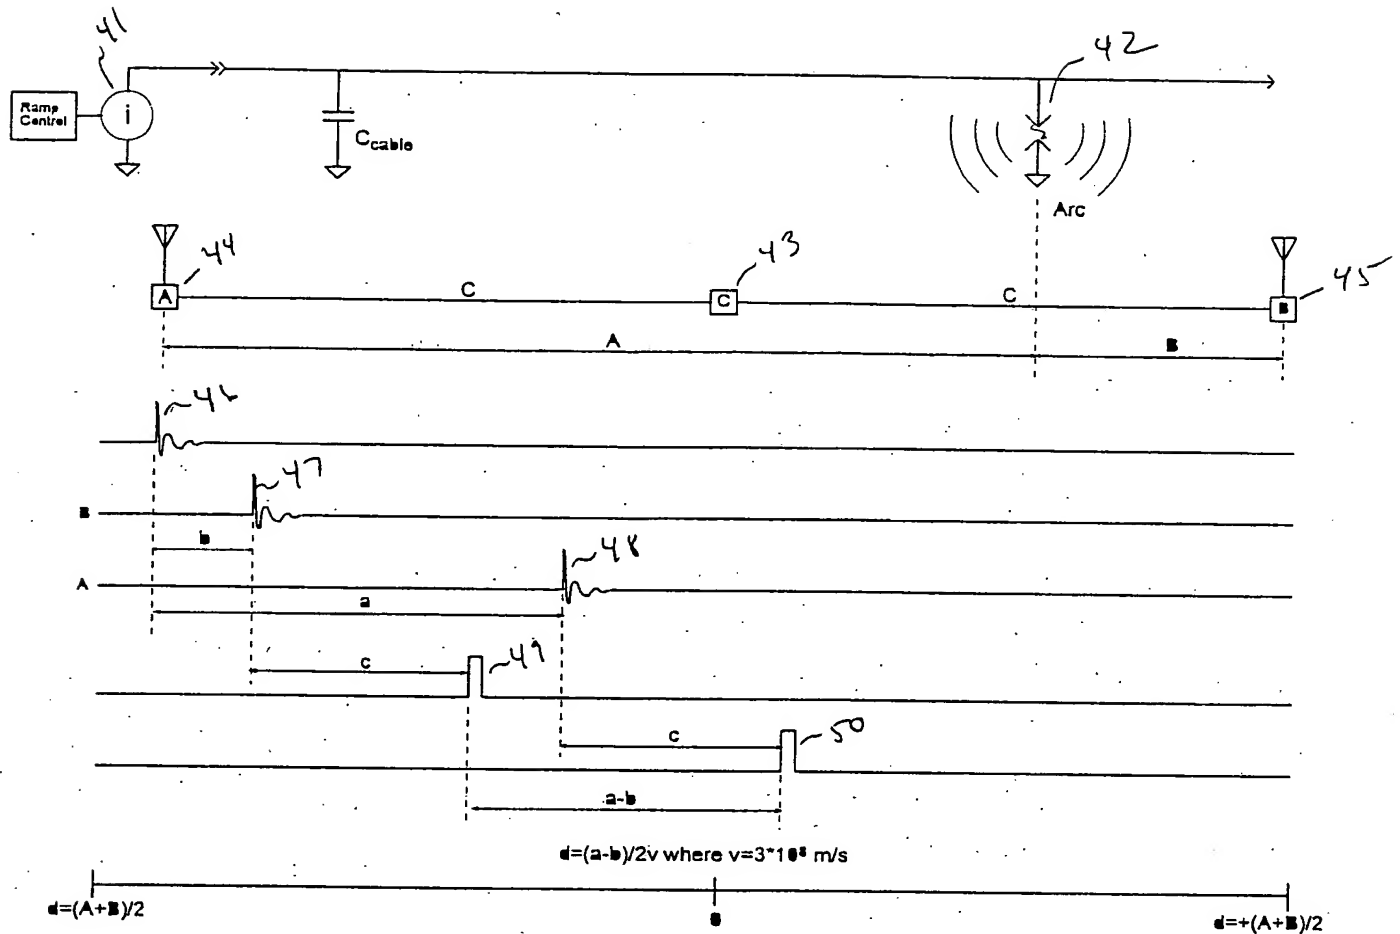 41
42
Ramp
Control
i
Ccable
Arc
44
43
45
A
C
C
C
B
A
B
46
47
B
b
48
A
a
c
49
c
50
a-b
d=(a-b)/2v where v=3*10⁸ m/s
d=(A+B)/2
d=+(A+B)/2